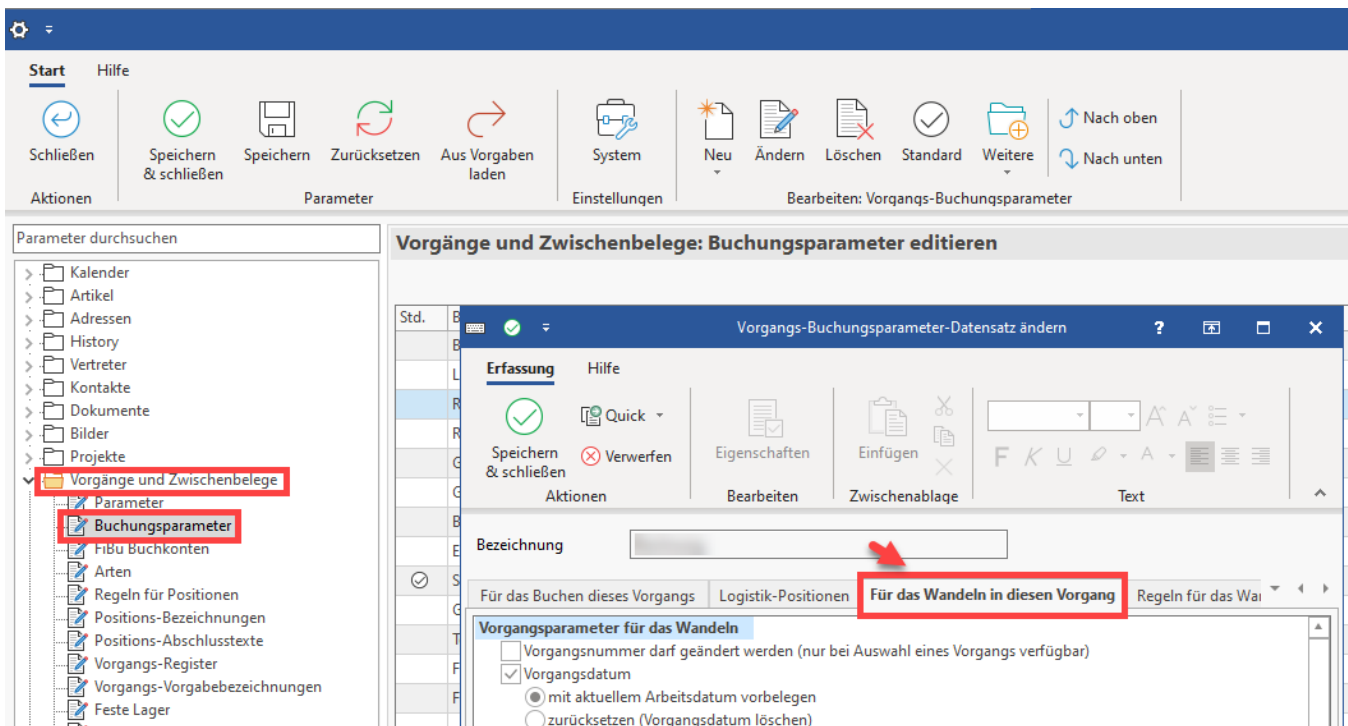 Start Hilfe
Schließen
Speichern
& schließen
Speichern
Zurücksetzen
Aus Vorgaben
laden
System
Neu
Ändern
Löschen
Standard
Weitere
Nach oben
Nach unten
Aktionen
Parameter
Einstellungen
Bearbeiten: Vorgangs-Buchungsparameter
Parameter durchsuchen
Kalender
Artikel
Adressen
History
Vertreter
Kontakte
Dokumente
Bilder
Projekte
Vorgänge und Zwischenbelege
Parameter
Buchungsparameter
FiBu Buchkonten
Arten
Regeln für Positionen
Positions-Bezeichnungen
Positions-Abschlusstexte
Vorgangs-Register
Vorgangs-Vorgabebezeichnungen
Feste Lager
Vorgänge und Zwischenbelege: Buchungsparameter editieren
Std.
Vorgangs-Buchungsparameter-Datensatz ändern
Erfassung Hilfe
Speichern
& schließen
Quick
Verwerfen
Eigenschaften
Einfügen
F K U A
Aktionen
Bearbeiten
Zwischenablage
Text
Bezeichnung
Für das Buchen dieses Vorgangs
Logistik-Positionen
Für das Wandeln in diesen Vorgang
Regeln für das
Vorgangsparameter für das Wandeln
Vorgangsnummer darf geändert werden (nur bei Auswahl eines Vorgangs verfügbar)
Vorgangsdatum
mit aktuellem Arbeitsdatum vorbelegen
zurücksetzen (Vorgangsdatum löschen)